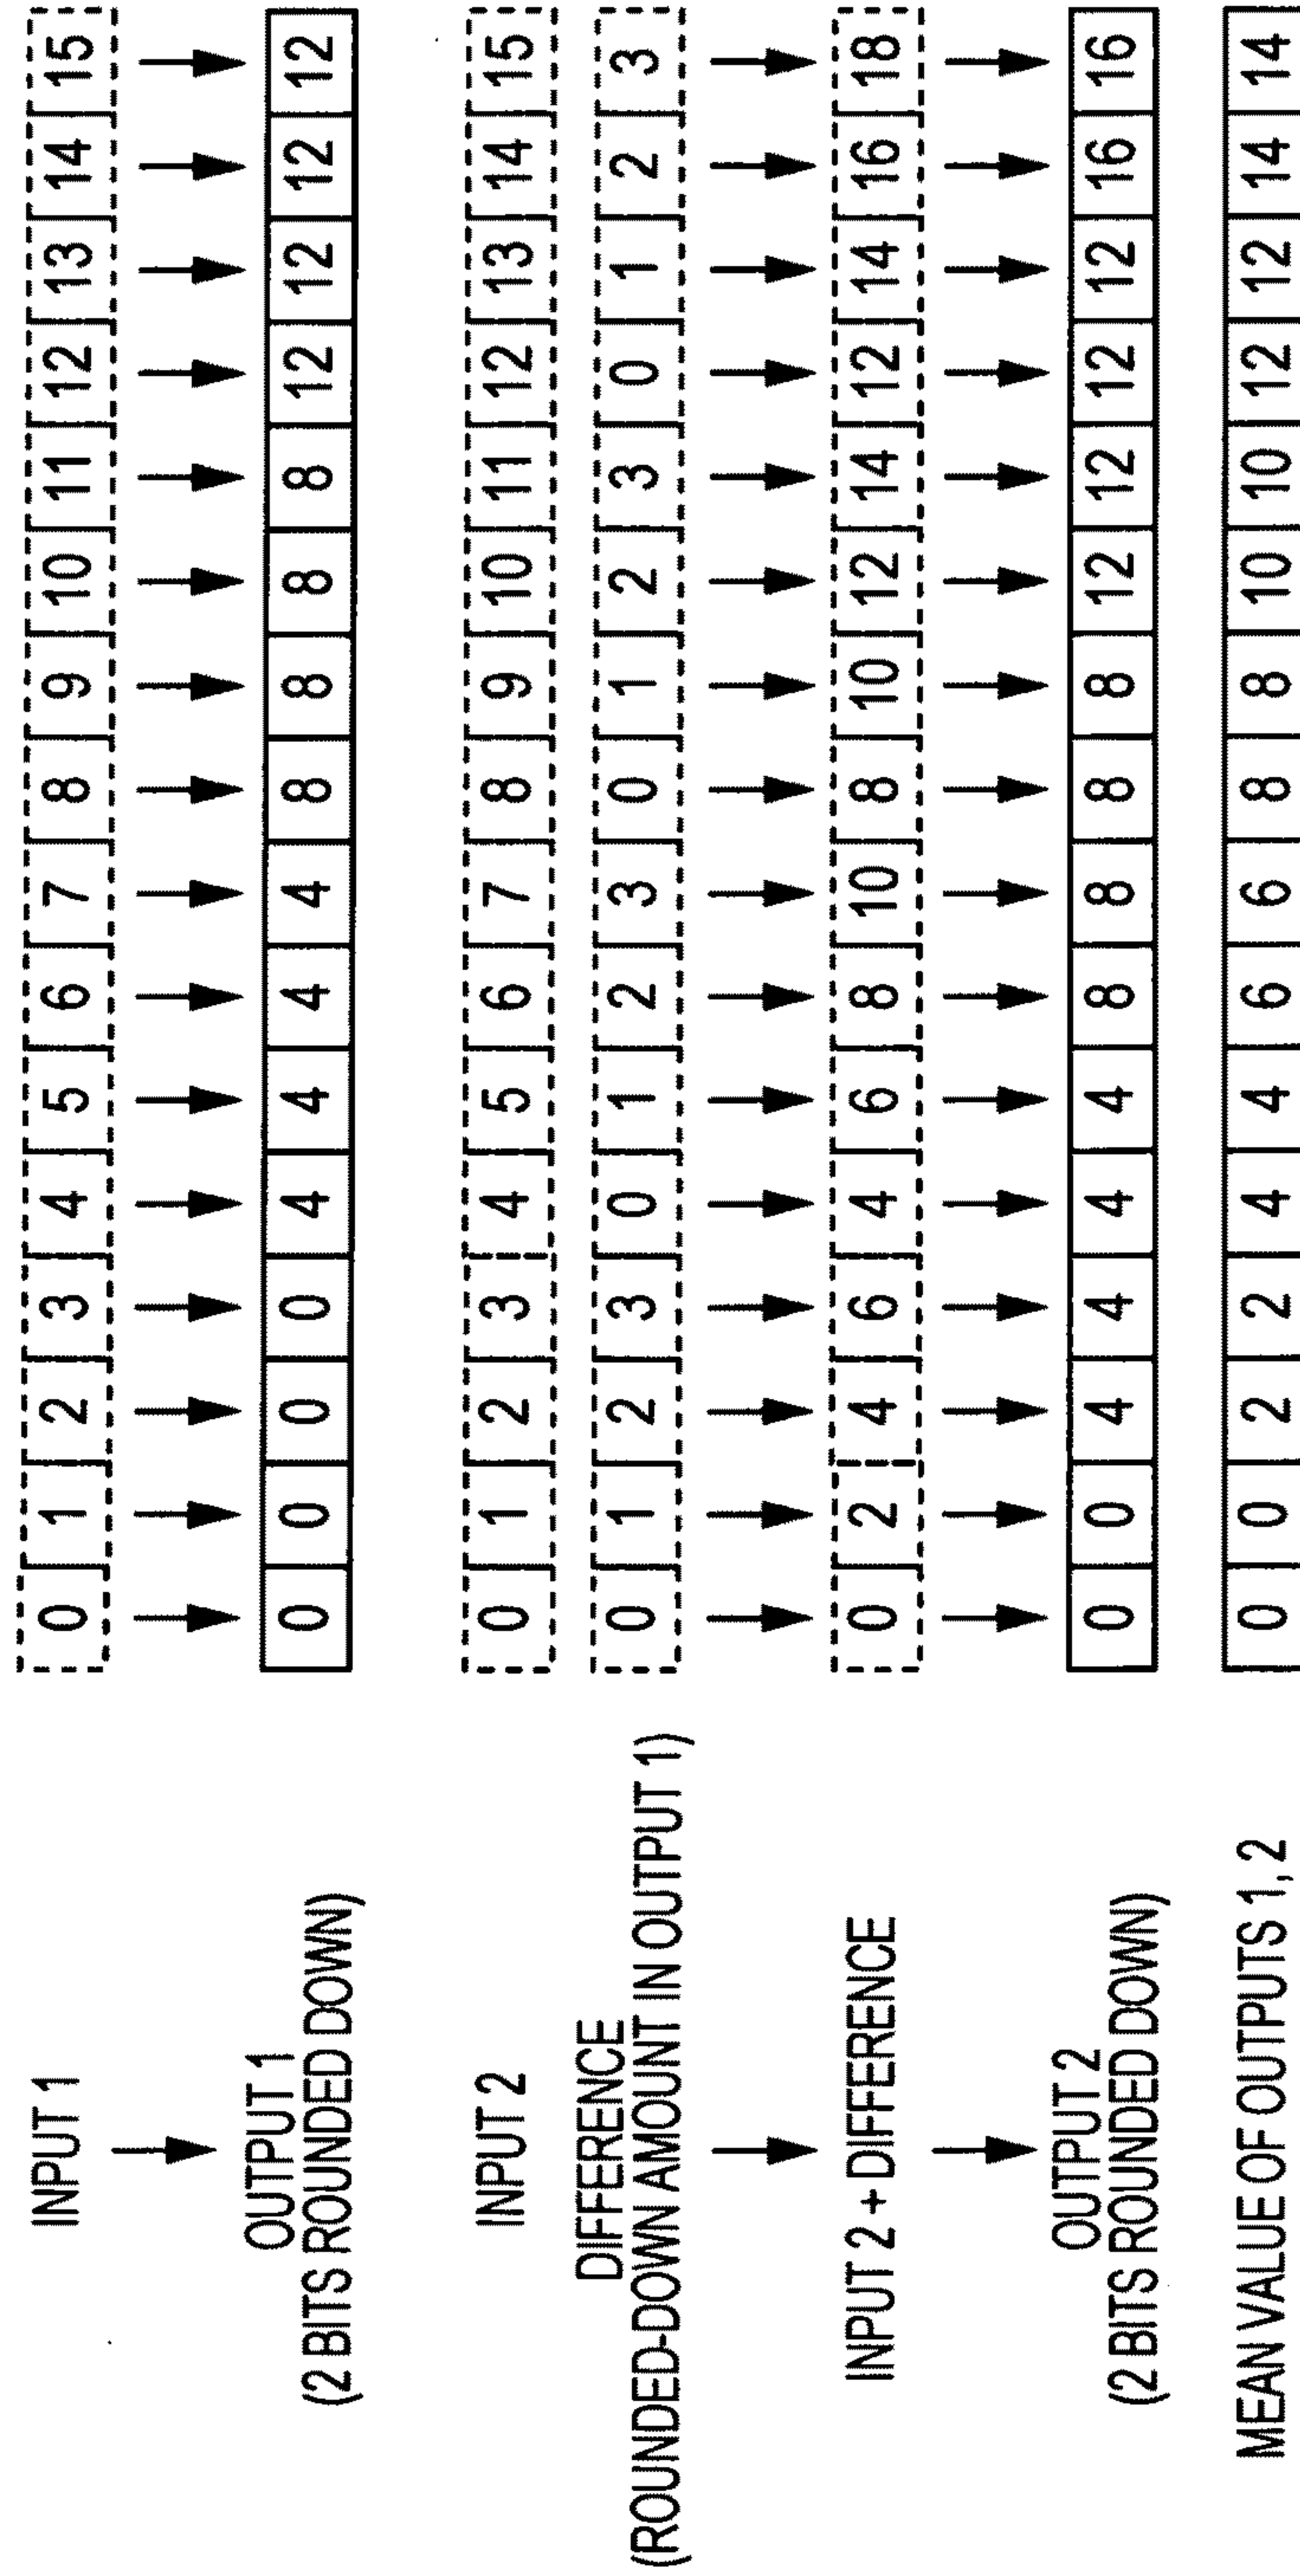 INPUT 1
0 1 2 3 4 5 6 7 8 9 10 11 12 13 14 15
OUTPUT 1
(2 BITS ROUNDED DOWN)
0 0 0 0 4 4 4 4 8 8 8 8 12 12 12 12
INPUT 2
0 1 2 3 4 5 6 7 8 9 10 11 12 13 14 15
DIFFERENCE
(ROUNDED-DOWN AMOUNT IN OUTPUT 1)
0 1 2 3 0 1 2 3 0 1 2 3 0 1 2 3
INPUT 2 + DIFFERENCE
0 2 4 6 4 6 8 10 8 10 12 14 12 14 16 18
OUTPUT 2
(2 BITS ROUNDED DOWN)
0 0 4 4 4 4 8 8 8 8 12 12 12 12 16 16
MEAN VALUE OF OUTPUTS 1, 2
0 0 2 2 4 4 6 6 8 8 10 10 12 12 14 14